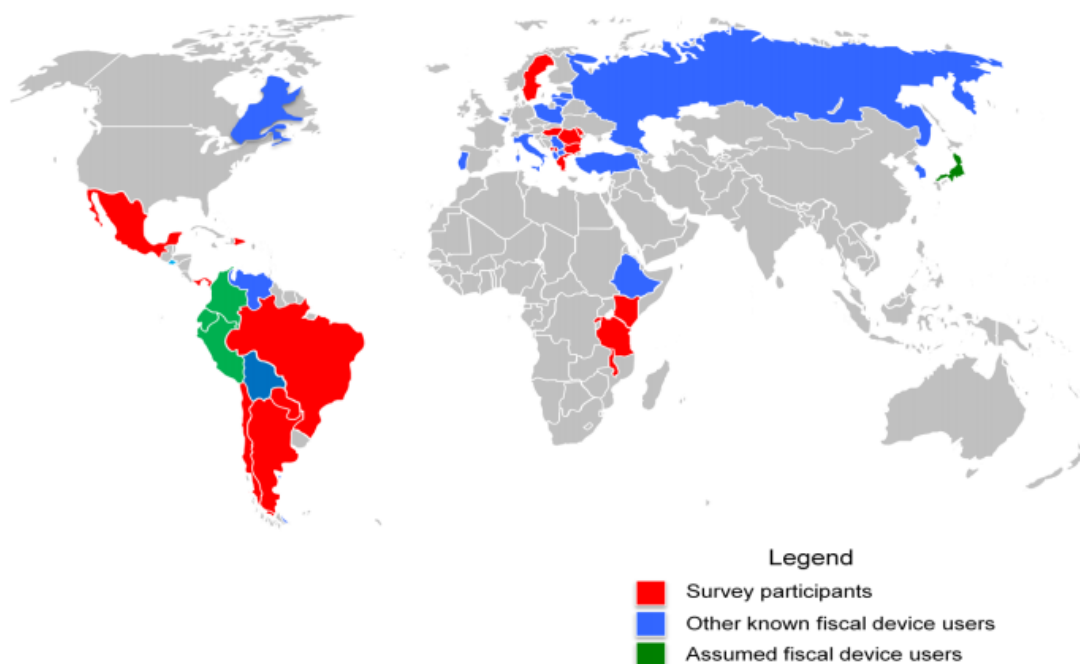 Legend
Survey participants
Other known fiscal device users
Assumed fiscal device users